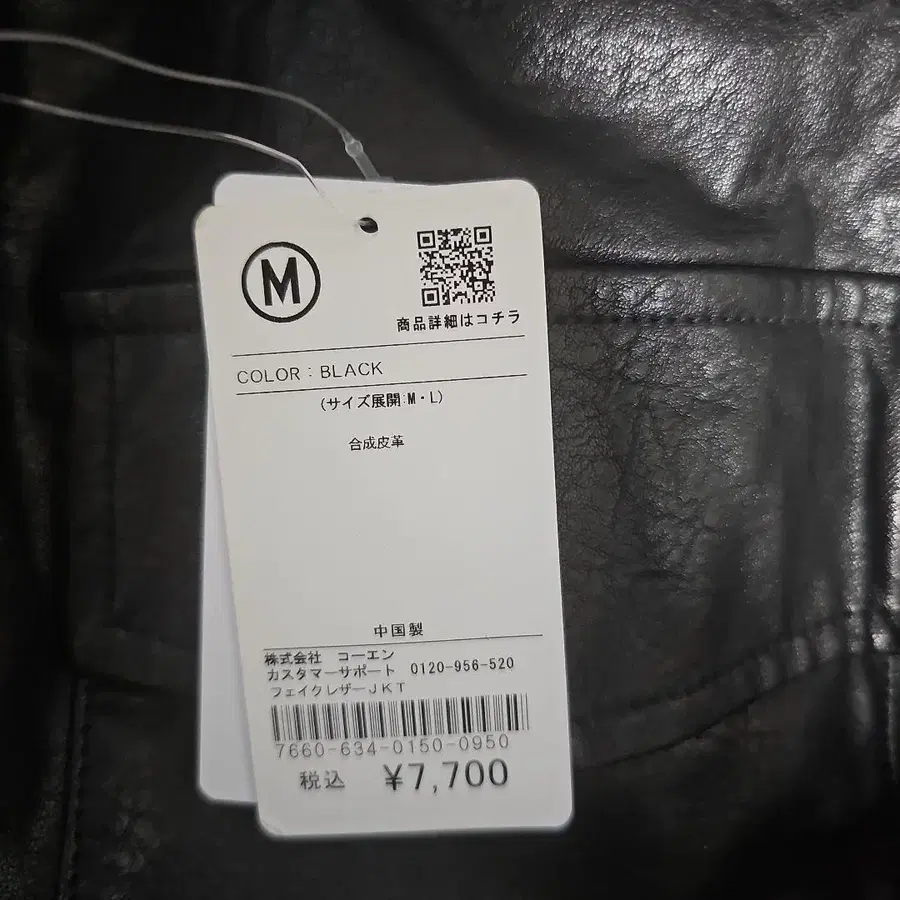 M
商品詳細はコチラ
COLOR : BLACK
(サイズ展開:M・L)
合成皮革
中国製
株式会社 コーエン
カスタマーサポート 0120-956-520
フェイクレザーJKT
7660-634-0150-0950
税込 ¥7,700